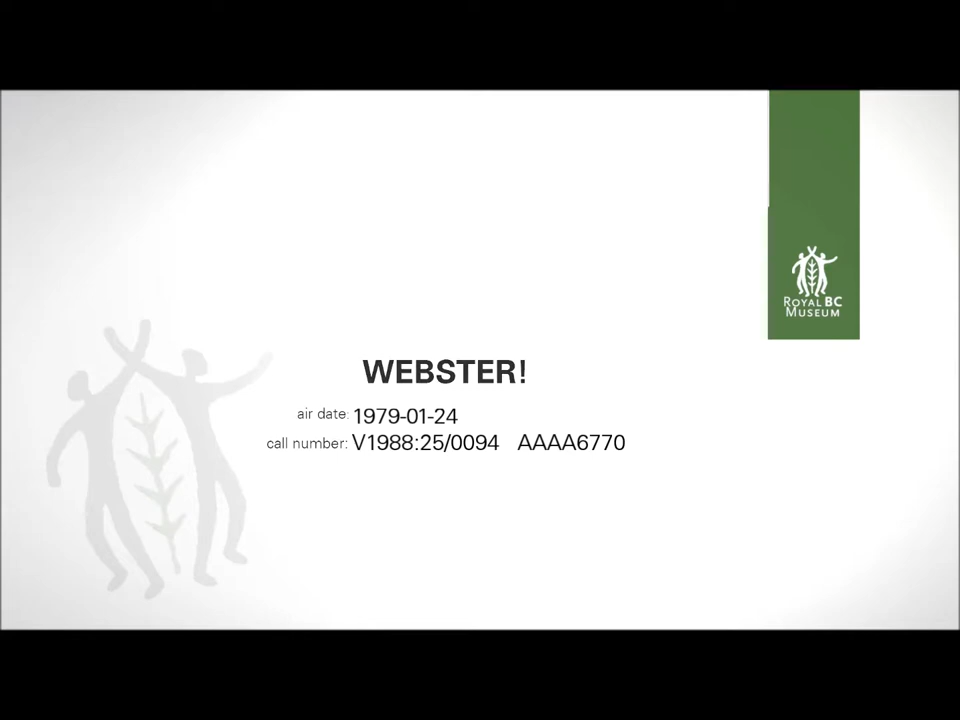 ROYAL BC
MUSEUM
WEBSTER!
air date: 1979-01-24
call number: V1988:25/0094 AAAA6770